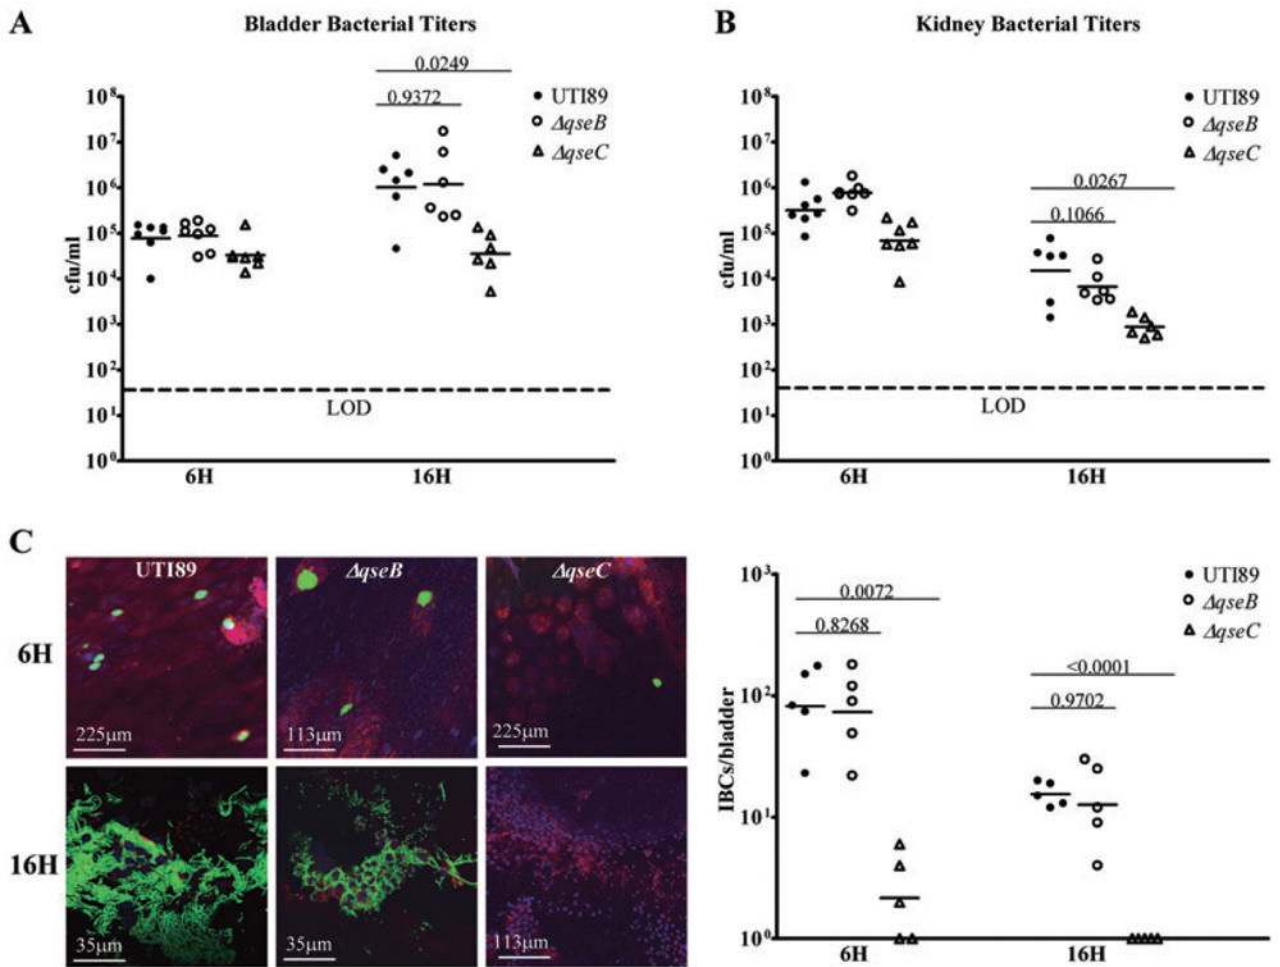 A
Bladder Bacterial Titers
0.0249
0.9372
UTI89
ΔqseB
ΔqseC
10⁸
10⁷
10⁶
10⁵
10⁴
10³
10²
10¹
10⁰
cfu/ml
LOD
6H
16H
B
Kidney Bacterial Titers
UTI89
ΔqseB
ΔqseC
0.0267
0.1066
10⁸
10⁷
10⁶
10⁵
10⁴
10³
10²
10¹
10⁰
cfu/ml
LOD
6H
16H
C
UTI89
ΔqseB
ΔqseC
6H
225μm
113μm
225μm
16H
35μm
35μm
113μm
UTI89
ΔqseB
ΔqseC
0.0072
0.8268
<0.0001
0.9702
10³
10²
10¹
10⁰
IBCs/bladder
6H
16H